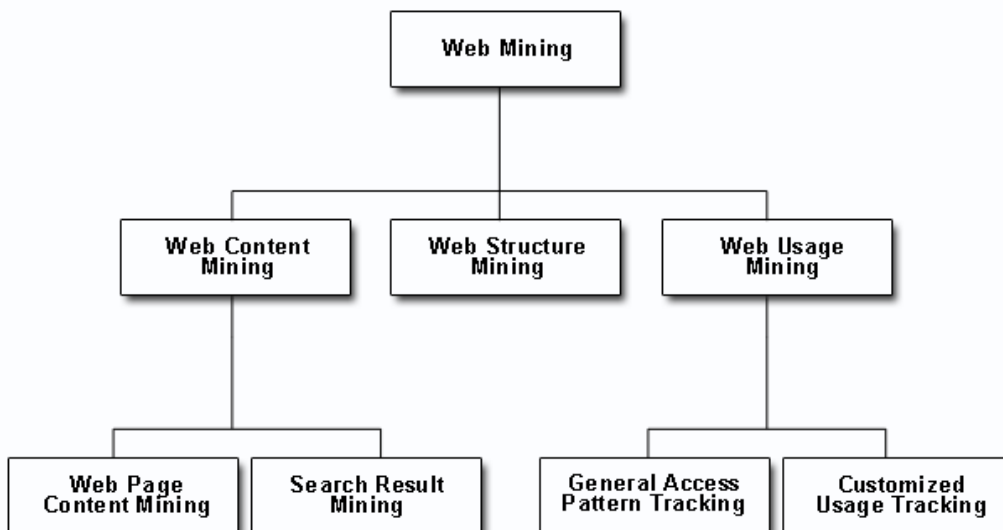 Web Mining
Web Content
Mining
Web Structure
Mining
Web Usage
Mining
Web Page
Content Mining
Search Result
Mining
General Access
Pattern Tracking
Customized
Usage Tracking